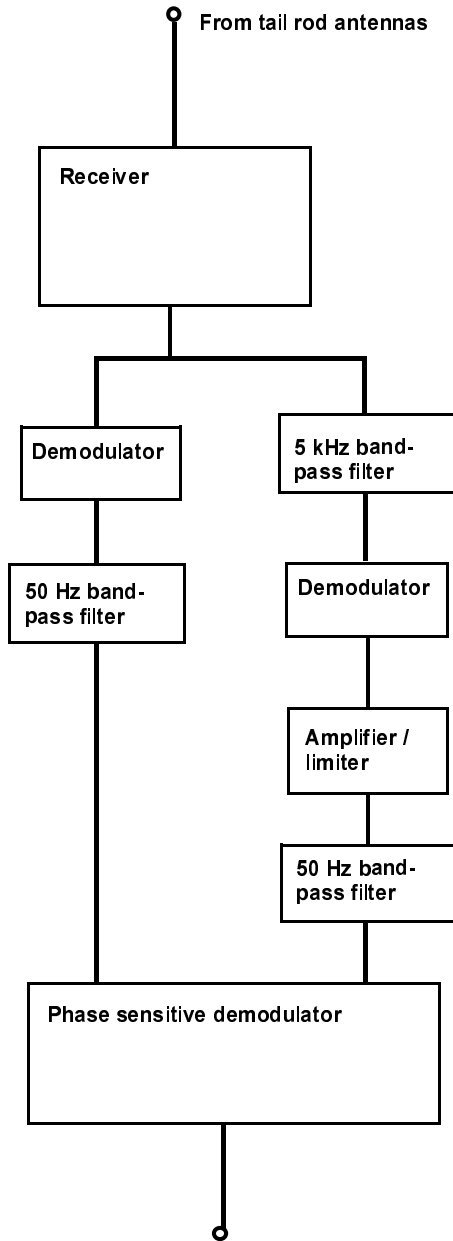 From tail rod antennas
Receiver
Demodulator
50 Hz band-
pass filter
5 kHz band-
pass filter
Demodulator
Amplifier /
limiter
50 Hz band-
pass filter
Phase sensitive demodulator